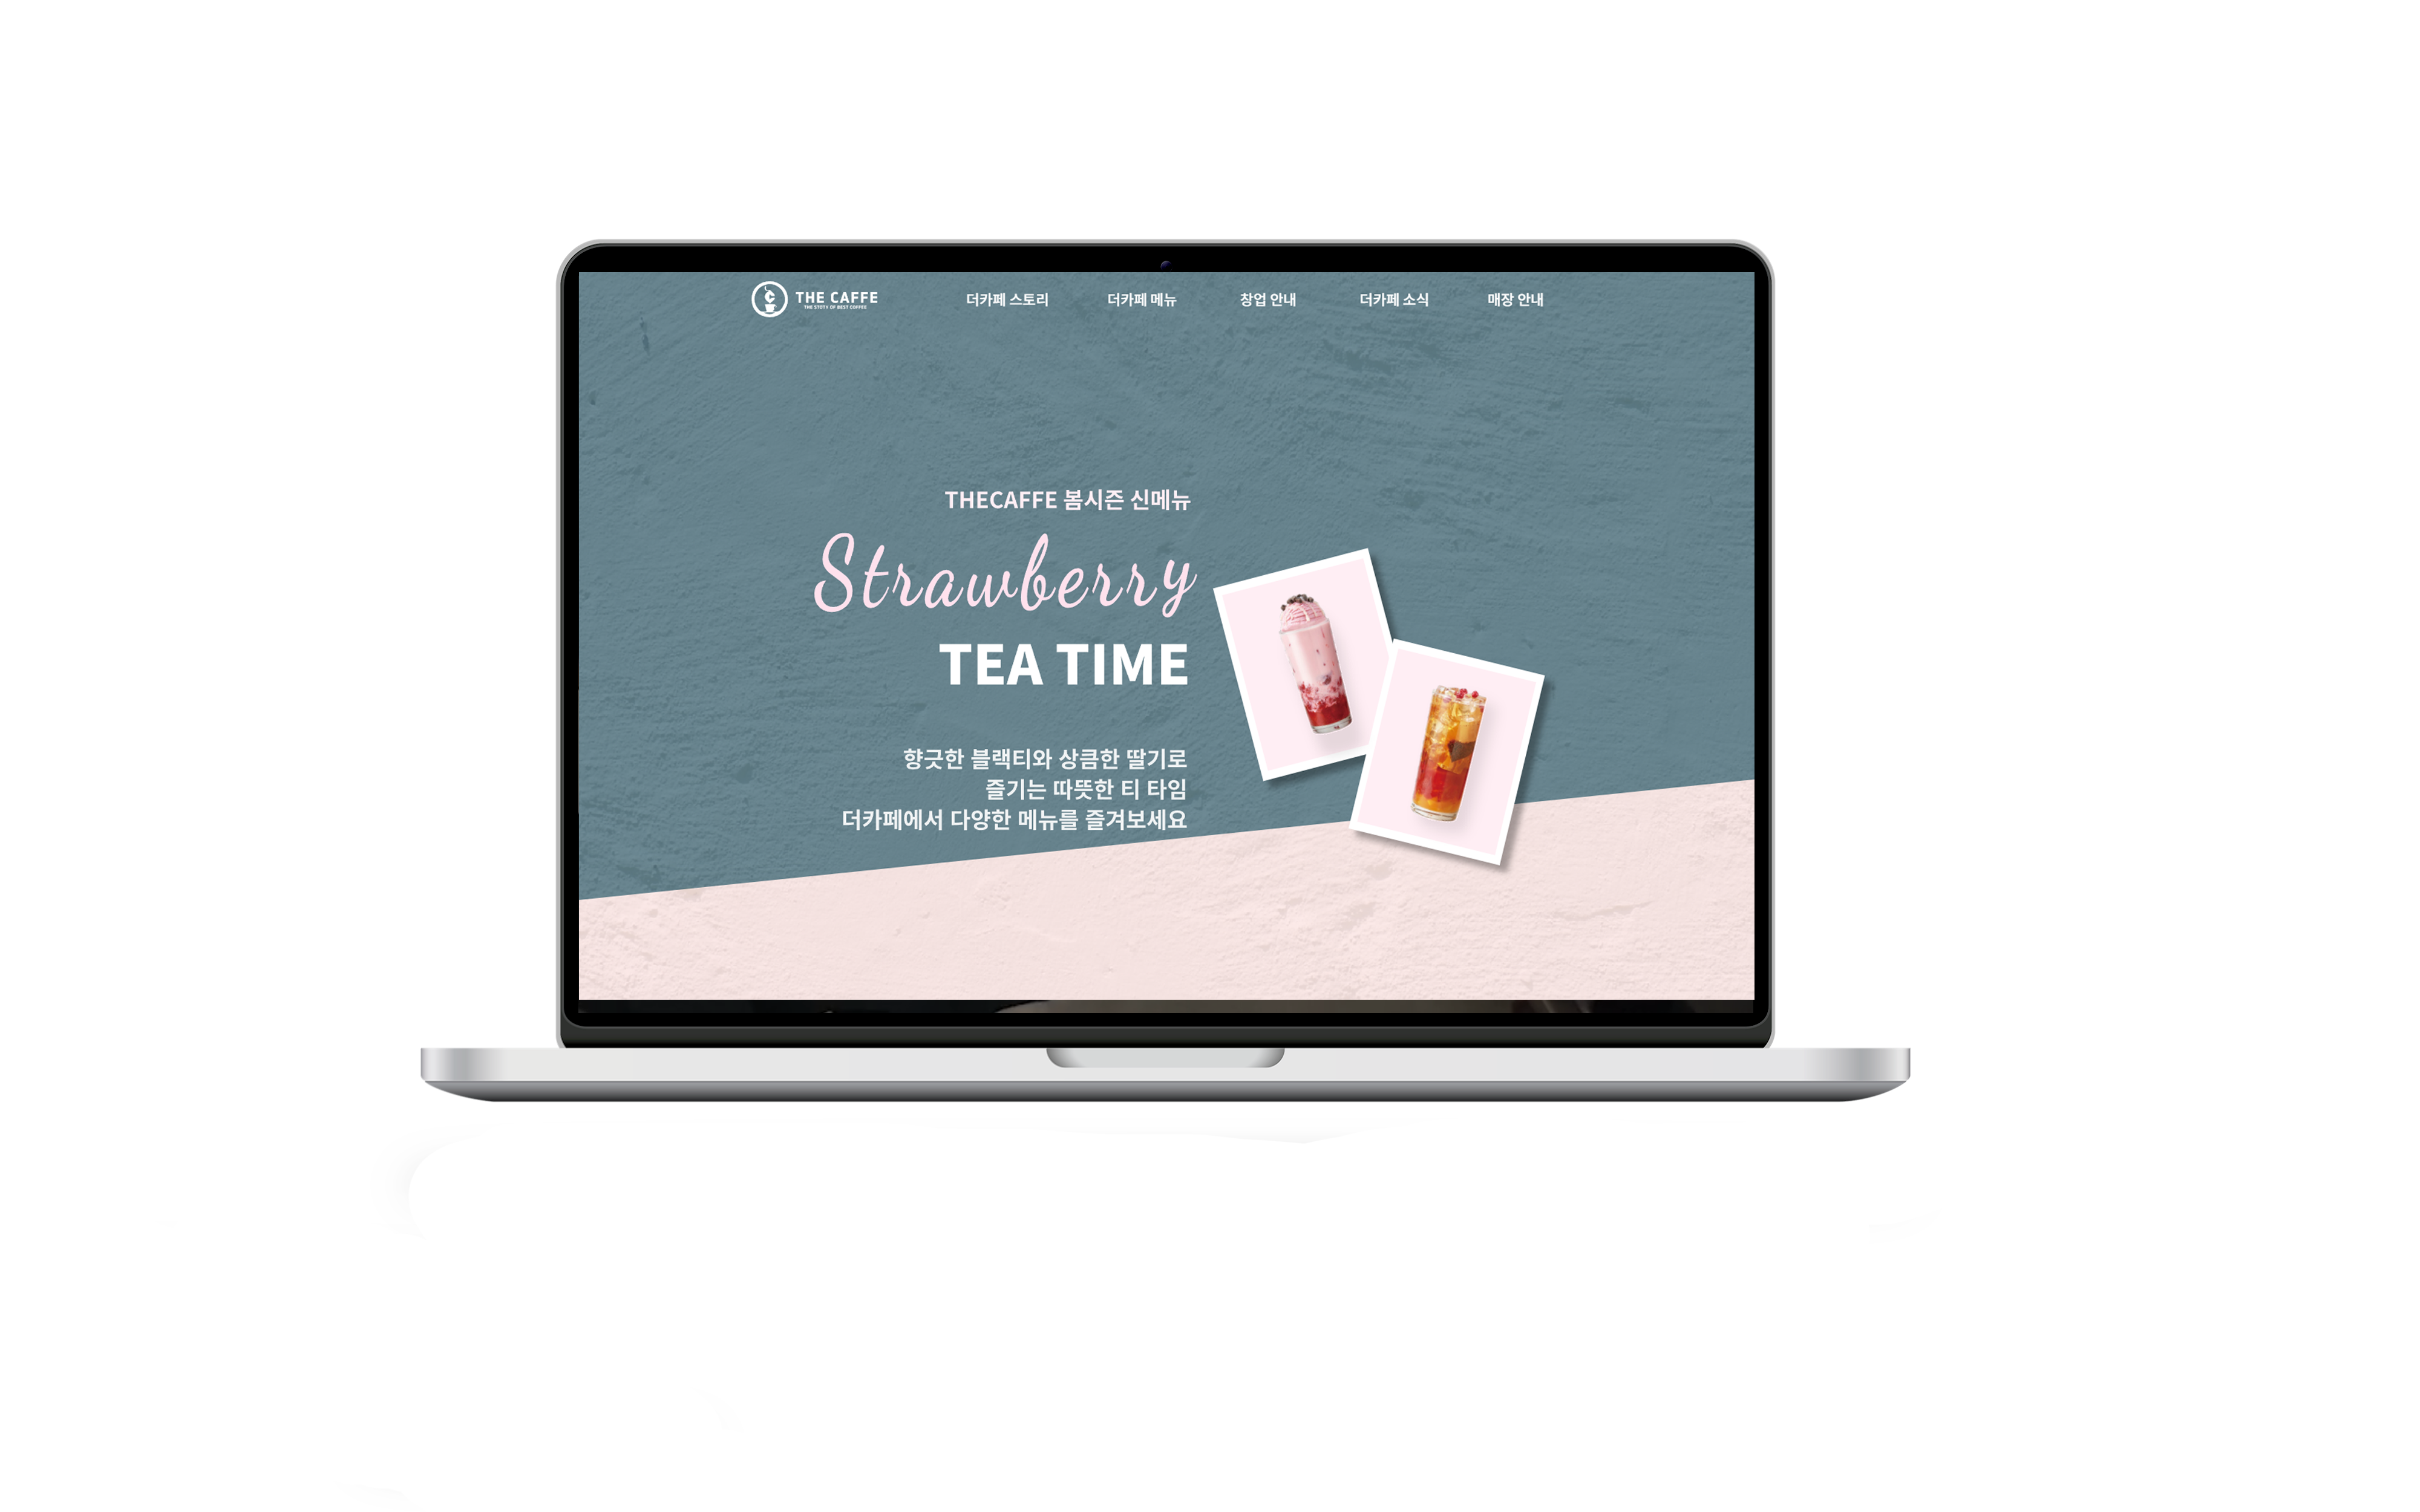 THE CAFFE
THE STOTY OF BEST COFFEE
더카페 스토리 더카페 메뉴 창업 안내 더카페 소식 매장 안내
THECAFFE 봄시즌 신메뉴
Strawberry
TEA TIME
향긋한 블랙티와 상큼한 딸기로
즐기는 따뜻한 티 타임
더카페에서 다양한 메뉴를 즐겨보세요